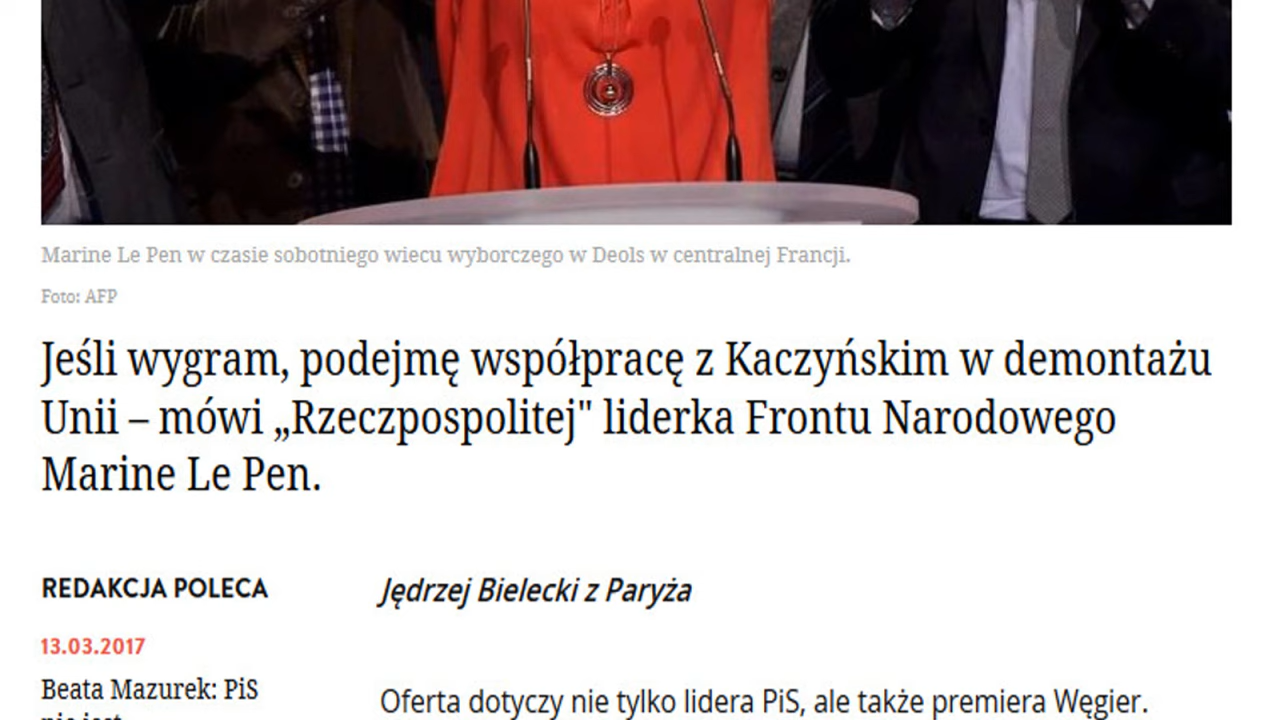 Marine Le Pen w czasie sobotniego wiecu wyborczego w Deols w centralnej Francji.
Foto: AFP
Jeśli wygram, podejmę współpracę z Kaczyńskim w demontażu
Unii – mówi „Rzeczpospolitej" liderka Frontu Narodowego
Marine Le Pen.
REDAKCJA POLECA
13.03.2017
Beata Mazurek: PiS
nie jest
Jędrzej Bielecki z Paryża
Oferta dotyczy nie tylko lidera PiS, ale także premiera Węgier.